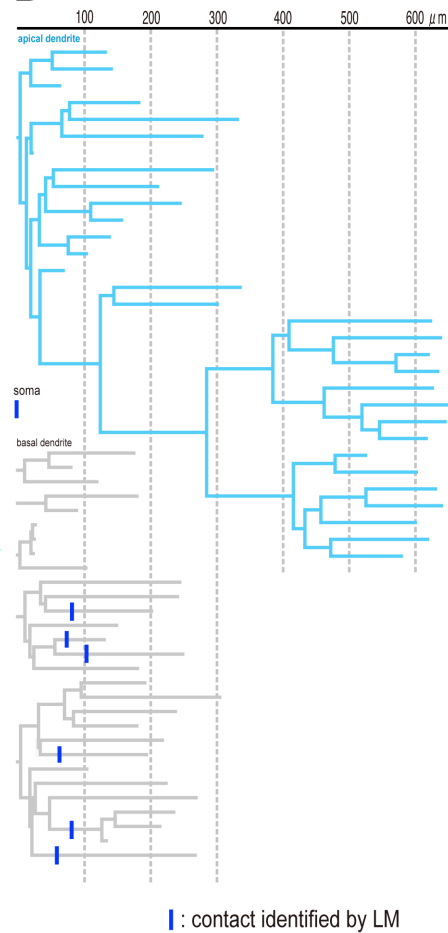 100 200 300 400 500 600 μm
apical dendrite
soma
basal dendrite
: contact identified by LM